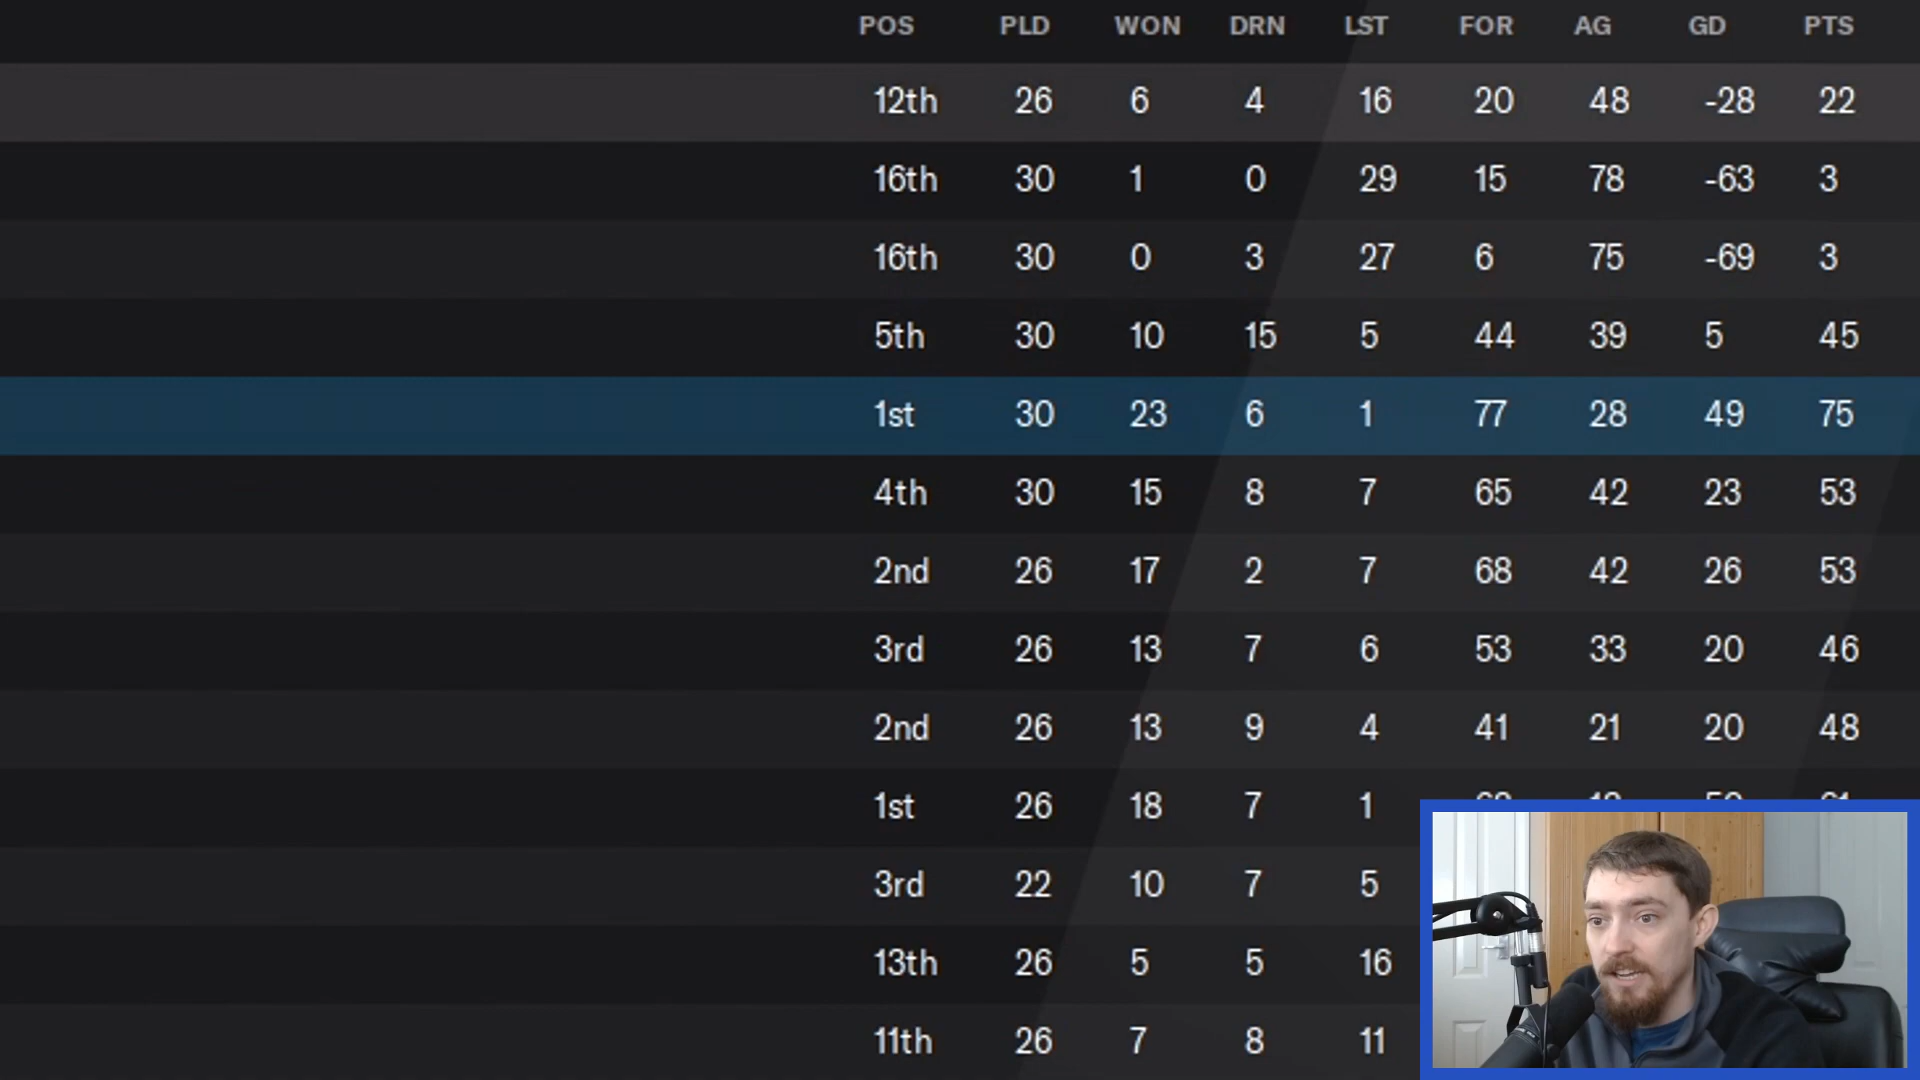 POS PLD WON DRN LST FOR AG GD PTS
12th 26 6 4 16 20 48 -28 22
16th 30 1 0 29 15 78 -63 3
16th 30 0 3 27 6 75 -69 3
5th 30 10 15 5 44 39 5 45
1st 30 23 6 1 77 28 49 75
4th 30 15 8 7 65 42 23 53
2nd 26 17 2 7 68 42 26 53
3rd 26 13 7 6 53 33 20 46
2nd 26 13 9 4 41 21 20 48
1st 26 18 7 1
3rd 22 10 7 5
13th 26 5 5 16
11th 26 7 8 11